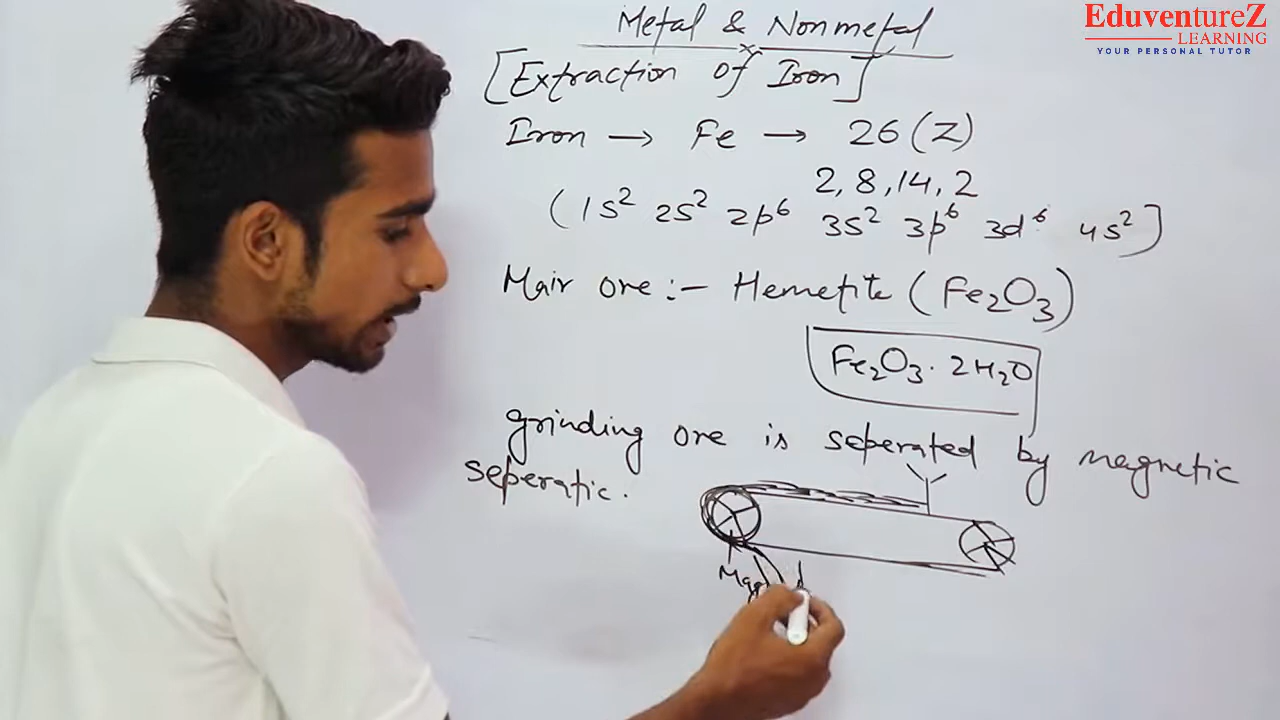 EduventureZ
LEARNING
YOUR PERSONAL TUTOR
Metal & Nonmetal
[Extraction of Iron]
Iron → Fe → 26 (Z)
2, 8, 14, 2
(1s² 2s² 2p⁶ 3s² 3p⁶ 3d⁶ 4s²]
Mair ore :- Hemetite (Fe₂O₃)
Fe₂O₃. 2H₂O
grinding ore is seperated by magnetic
seperatic.